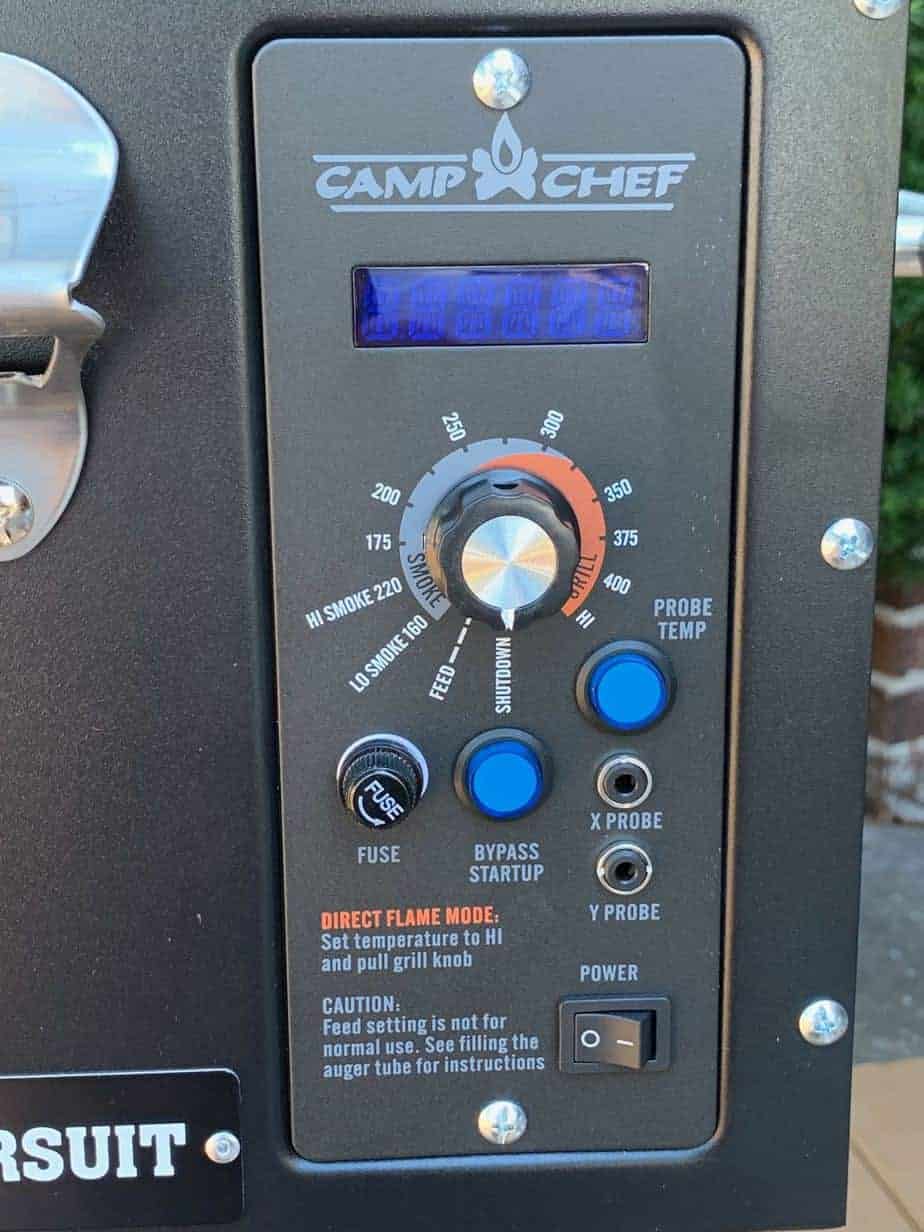 CAMP CHEF
250
300
200
350
175
375
SMOKE
GRILL
HI SMOKE 220
400
LO SMOKE 160
HI
FEED
SHUTDOWN
PROBE
TEMP
FUSE
FUSE
BYPASS
STARTUP
X PROBE
Y PROBE
DIRECT FLAME MODE:
Set temperature to HI
and pull grill knob
POWER
CAUTION:
Feed setting is not for
normal use. See filling the
auger tube for instructions
RSUIT